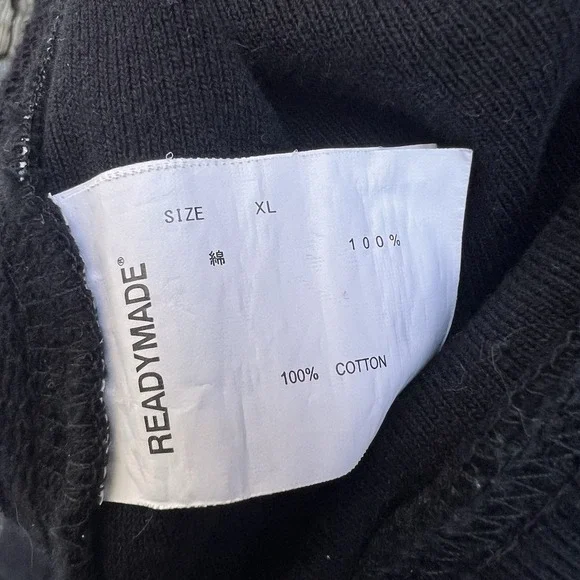 SIZE XL
綿 100%
100% COTTON
READYMADE®